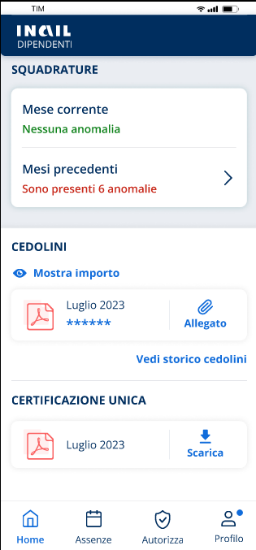 TIM
INAIL
DIPENDENTI
SQUADRATURE
Mese corrente
Nessuna anomalia
Mesi precedenti
Sono presenti 6 anomalie
CEDOLINI
Mostra importo
Luglio 2023
******
Allegato
Vedi storico cedolini
CERTIFICAZIONE UNICA
Luglio 2023
Scarica
Home
Assenze
Autorizza
Profilo